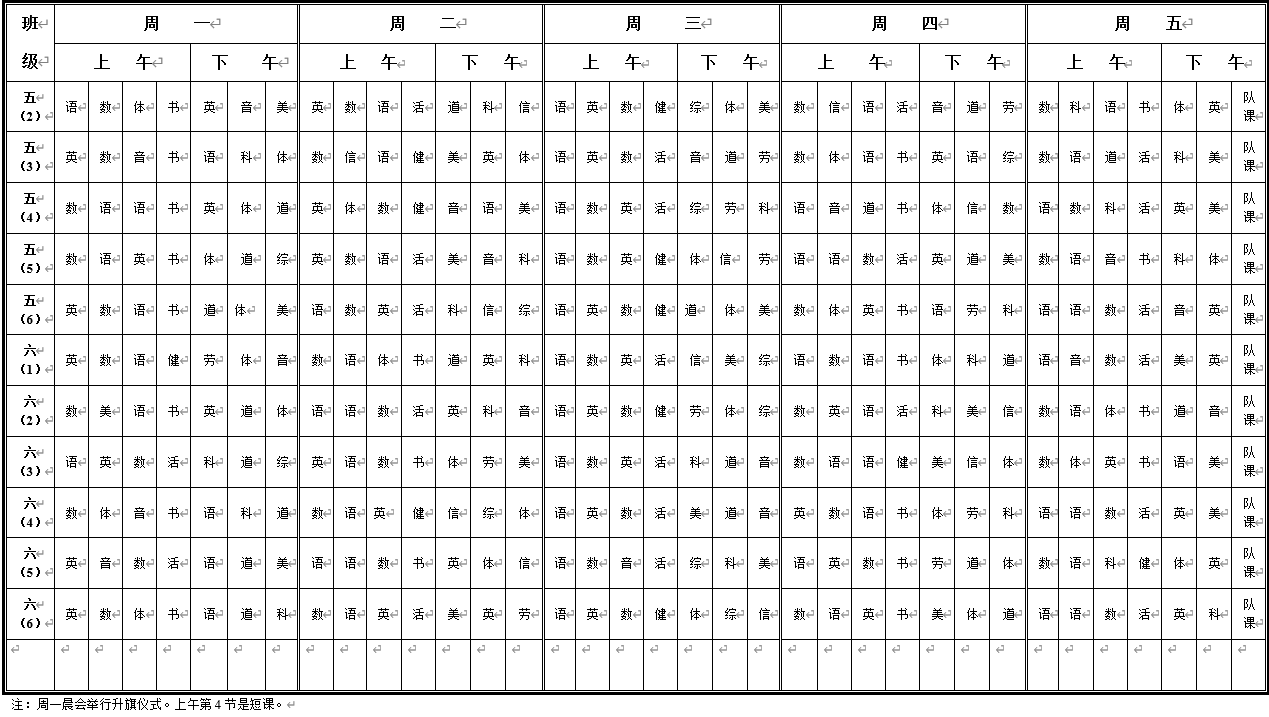 班级 周 一 周 二 周 三 周 四 周 五
上 午 下 午 上 午 下 午 上 午 下 午 上 午 下 午 上 午 下 午
五（2） 语 数 体 书 英 音 美 英 数 语 活 道 科 信 语 英 数 健 综 体 美 数 信 语 活 音 道 劳 数 科 语 书 体 英 队课
五（3） 英 数 音 书 语 科 体 数 信 语 健 美 英 体 语 英 数 活 音 道 劳 数 体 语 书 英 语 综 数 语 道 活 科 美 队课
五（4） 数 语 语 书 英 体 道 英 体 数 健 音 语 美 语 数 英 活 综 劳 科 语 音 道 书 体 信 数 语 数 科 活 英 美 队课
五（5） 数 语 英 书 体 道 综 英 数 语 活 美 音 科 语 数 英 健 体 信 劳 语 语 数 活 英 道 美 数 语 音 书 科 体 队课
五（6） 英 数 语 书 道 体 美 语 数 英 活 科 信 综 语 英 数 健 道 体 美 数 体 英 书 语 劳 科 语 语 数 活 音 英 队课
六（1） 英 数 语 健 劳 体 音 数 语 体 书 道 英 科 语 数 英 活 信 美 综 语 数 语 书 体 科 道 语 音 数 活 美 英 队课
六（2） 数 美 语 书 英 道 体 语 语 数 活 英 科 音 语 英 数 健 劳 体 综 数 英 语 活 科 美 信 数 语 体 书 道 音 队课
六（3） 语 英 数 活 科 道 综 英 语 数 书 体 劳 美 语 数 英 活 科 道 音 数 语 语 健 美 信 体 数 体 英 书 语 美 队课
六（4） 数 体 音 书 语 科 道 数 语 英 健 信 综 体 语 英 数 活 美 道 音 英 数 语 书 体 劳 科 语 语 数 活 英 美 队课
六（5） 英 音 数 活 语 道 美 语 语 数 书 英 体 信 语 数 音 活 综 科 美 语 英 数 书 劳 道 体 数 语 科 健 体 英 队课
六（6） 英 数 体 书 语 道 科 数 语 英 活 美 英 劳 语 英 数 健 体 综 信 数 语 英 书 美 体 道 语 语 数 活 英 科 队课
注：周一晨会举行升旗仪式。上午第 4 节是短课。